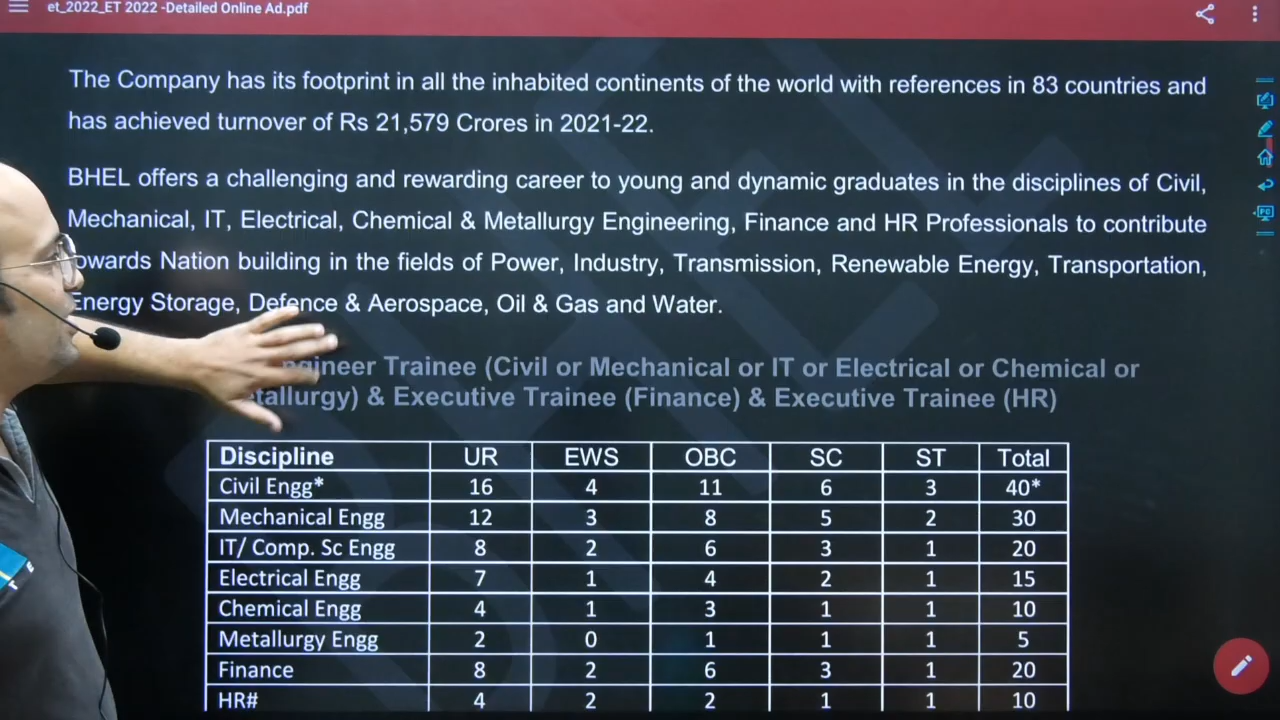 et_2022_ET 2022 -Detailed Online Ad.pdf
The Company has its footprint in all the inhabited continents of the world with references in 83 countries and
has achieved turnover of Rs 21,579 Crores in 2021-22.
BHEL offers a challenging and rewarding career to young and dynamic graduates in the disciplines of Civil,
Mechanical, IT, Electrical, Chemical & Metallurgy Engineering, Finance and HR Professionals to contribute
towards Nation building in the fields of Power, Industry, Transmission, Renewable Energy, Transportation,
Energy Storage, Defence & Aerospace, Oil & Gas and Water.
Trainee (Civil or Mechanical or IT or Electrical or Chemical or
& Executive Trainee (Finance) & Executive Trainee (HR)
Discipline UR EWS OBC SC ST Total
Civil Engg* 16 4 11 6 3 40*
Mechanical Engg 12 3 8 5 2 30
IT/ Comp. Sc Engg 8 2 6 3 1 20
Electrical Engg 7 1 4 2 1 15
Chemical Engg 4 1 3 1 1 10
Metallurgy Engg 2 0 1 1 1 5
Finance 8 2 6 3 1 20
HR# 4 2 2 1 1 10